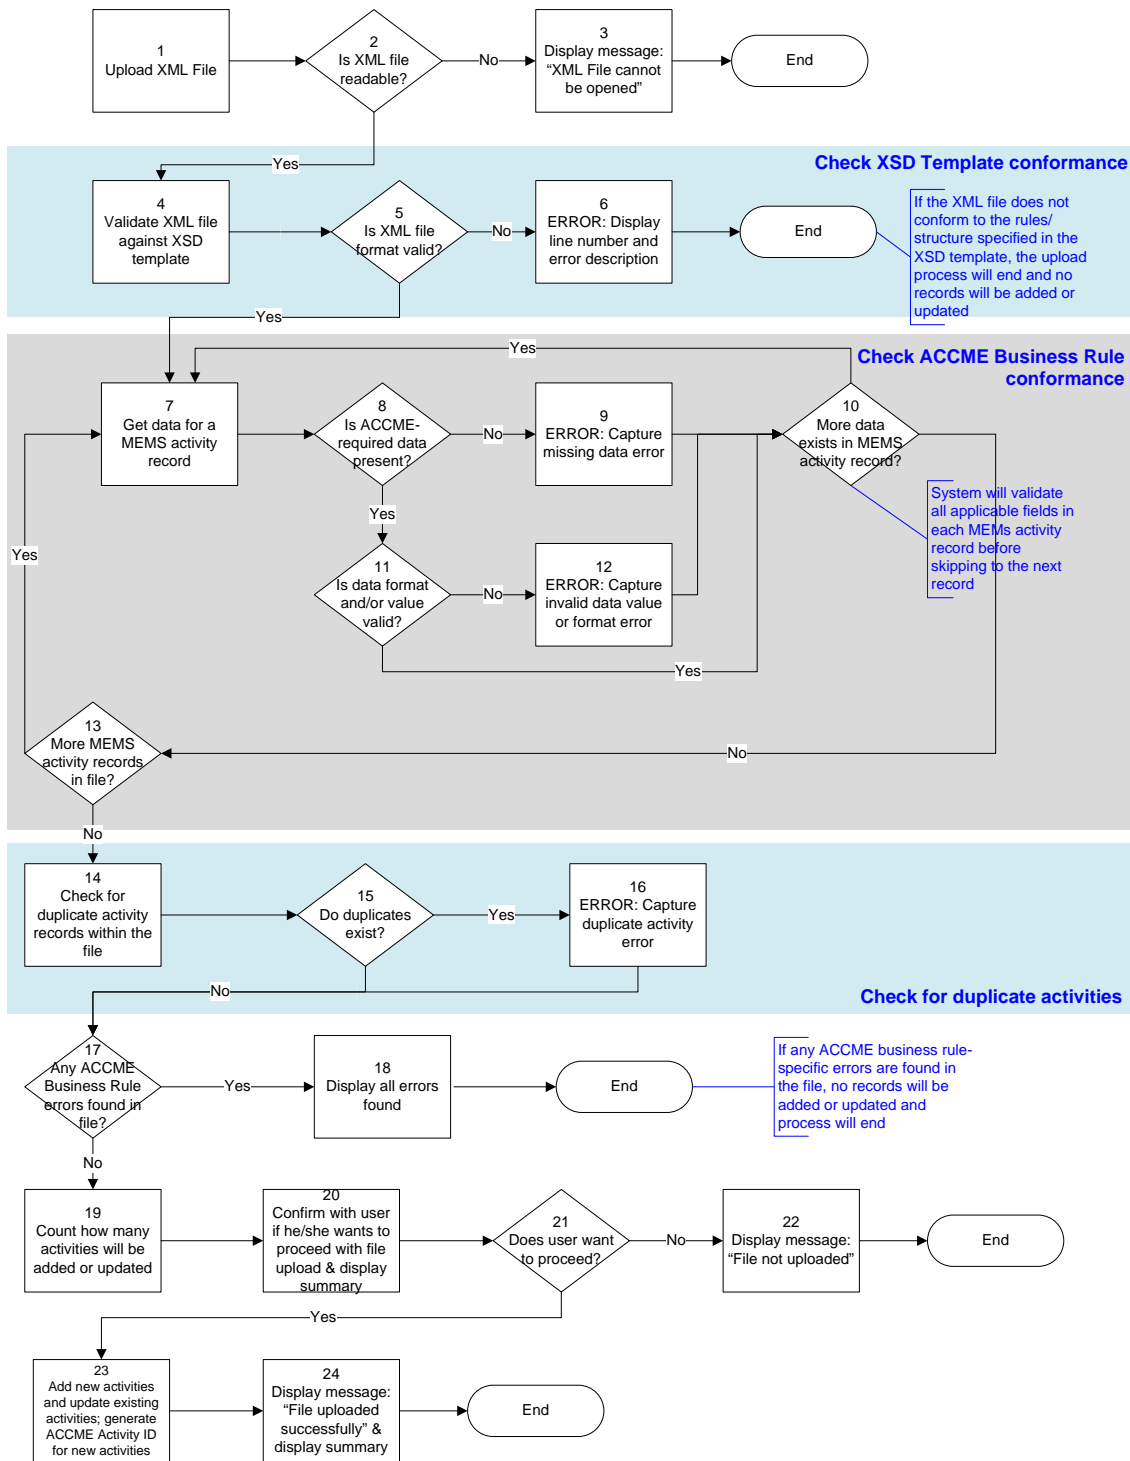 1
Upload XML File
2
Is XML file
readable?
No
3
Display message:
“XML File cannot
be opened”
End
Yes
Check XSD Template conformance
4
Validate XML file
against XSD
template
5
Is XML file
format valid?
No
6
ERROR: Display
line number and
error description
End
If the XML file does not
conform to the rules/
structure specified in the
XSD template, the upload
process will end and no
records will be added or
updated
Yes
Yes
Check ACCME Business Rule
conformance
7
Get data for a
MEMS activity
record
8
Is ACCME-
required data
present?
No
9
ERROR: Capture
missing data error
10
More data
exists in MEMS
activity record?
System will validate
all applicable fields in
each MEMs activity
record before
skipping to the next
record
Yes
Yes
11
Is data format
and/or value
valid?
No
12
ERROR: Capture
invalid data value
or format error
Yes
13
More MEMS
activity records
in file?
No
No
14
Check for
duplicate activity
records within the
file
15
Do duplicates
exist?
Yes
16
ERROR: Capture
duplicate activity
error
No
Check for duplicate activities
17
Any ACCME
Business Rule
errors found in
file?
Yes
18
Display all errors
found
End
If any ACCME business rule-
specific errors are found in
the file, no records will be
added or updated and
process will end
No
19
Count how many
activities will be
added or updated
20
Confirm with user
if he/she wants to
proceed with file
upload & display
summary
21
Does user want
to proceed?
No
22
Display message:
“File not uploaded”
End
Yes
23
Add new activities
and update existing
activities; generate
ACCME Activity ID
for new activities
24
Display message:
“File uploaded
successfully” &
display summary
End